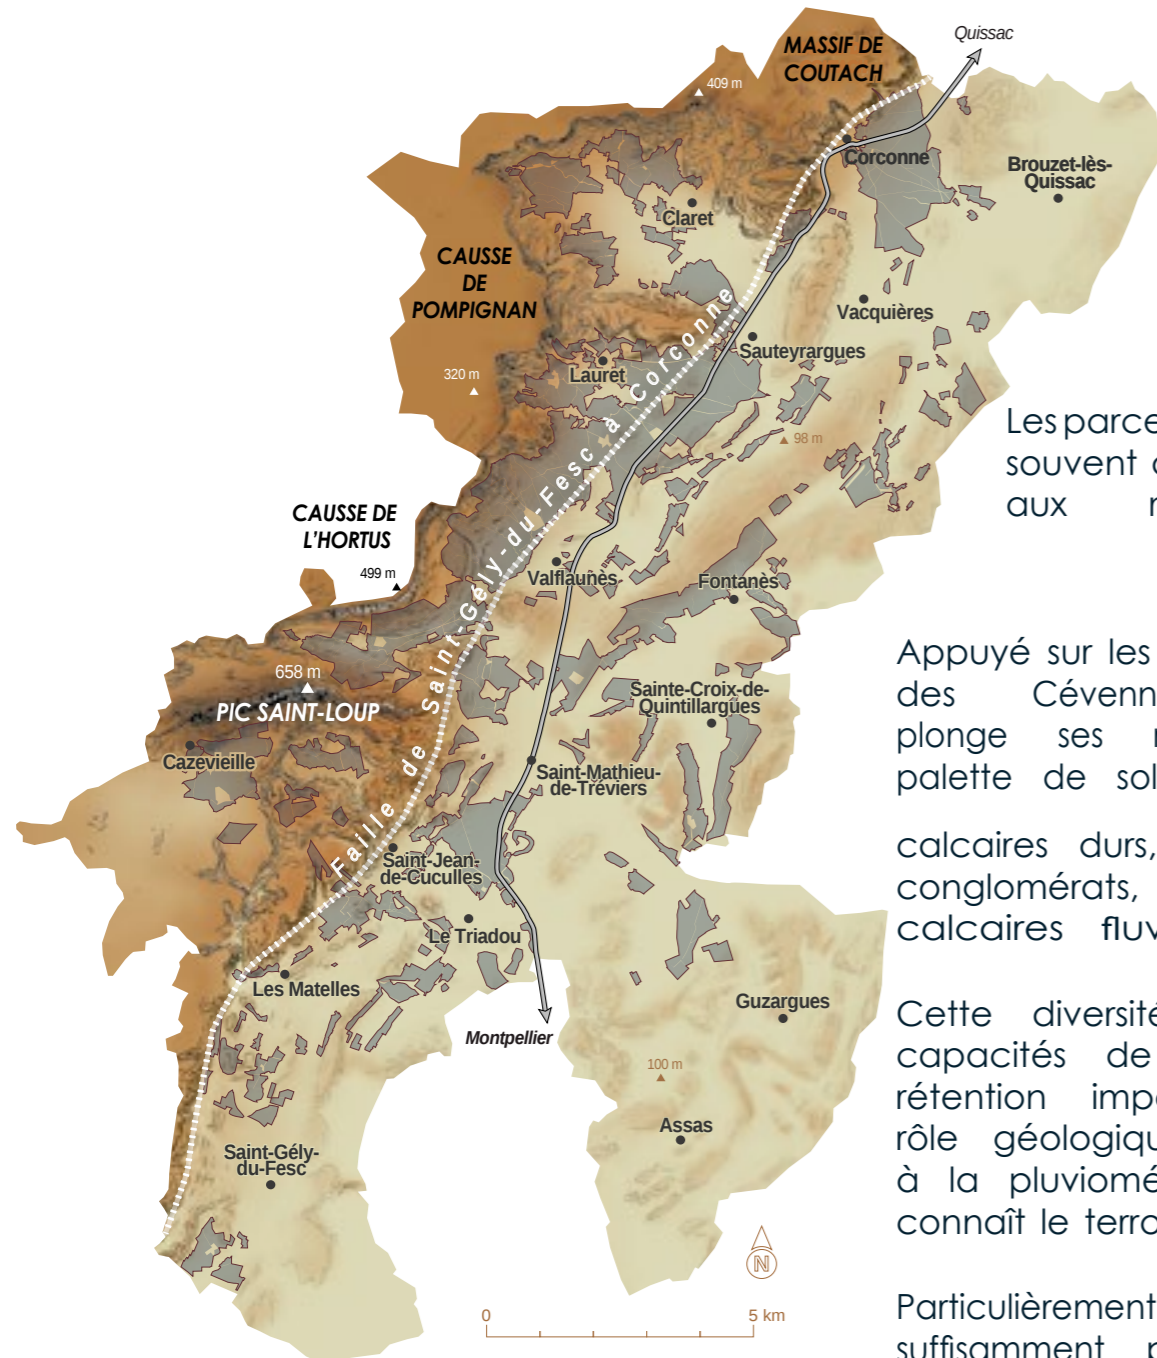 Quissac
MASSIF DE
COUTACH
409 m
Corconne
Brouzet-lès-
Quissac
Claret
CAUSSE
DE
POMPIGNAN
Vacquières
Sauteyrargues
320 m
Lauret
98 m
Faille de Saint-Gély-du-Fesc à Corconne
CAUSSE DE
L'HORTUS
499 m
Valflaunès
Fontanès
658 m
PIC SAINT-LOUP
Sainte-Croix-de-
Quintillargues
Cazevieille
Saint-Mathieu-
de-Tréviers
Saint-Jean-
de-Cuculles
Le Triadou
Les Matelles
Guzargues
Montpellier
100 m
Assas
Saint-Gély-
du-Fesc
N
0
5 km
Les parce
souvent
aux
Appuyé sur les
des Cévenn
plonge ses
palette de sol
calcaires durs,
conglomérats,
calcaires fluv
Cette diversité
capacités de
rétention imp
rôle géologiqu
à la pluviomé
connaît le terro
Particulièrement
suffisamment p